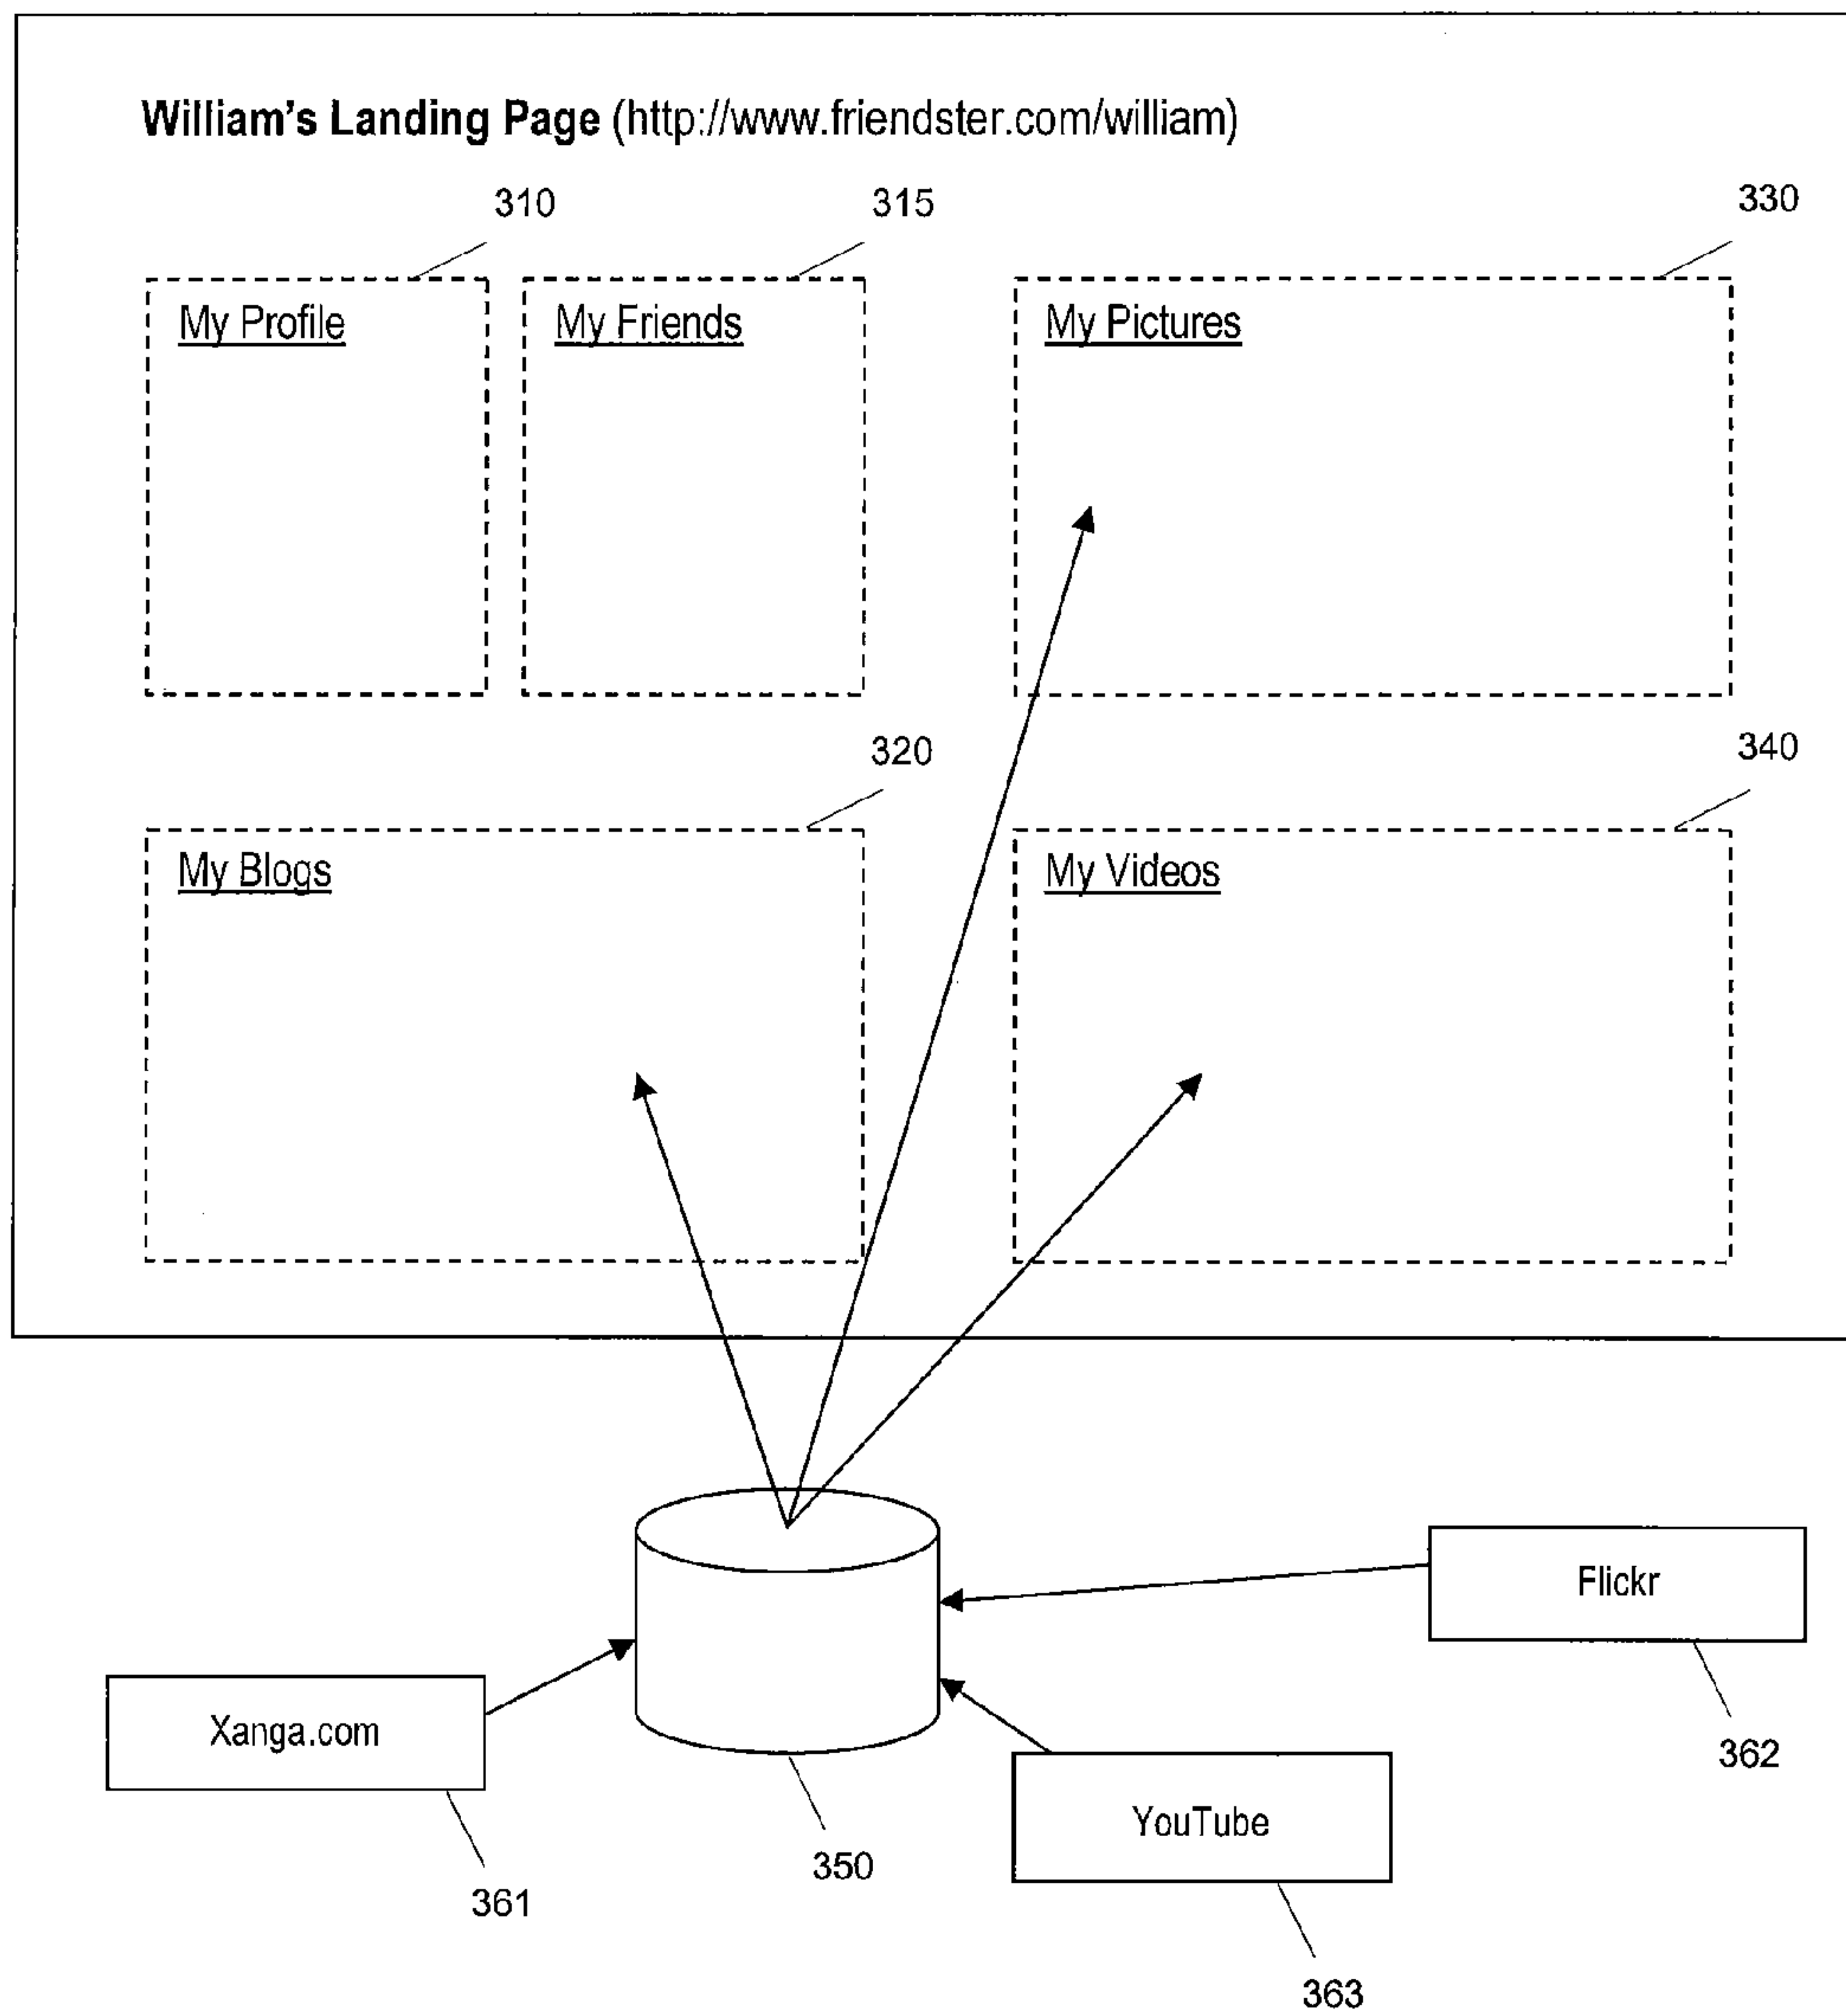 William's Landing Page (http://www.friendster.com/william)
310
315
330
My Profile
My Friends
My Pictures
320
340
My Blogs
My Videos
Flickr
Xanga.com
362
YouTube
350
361
363